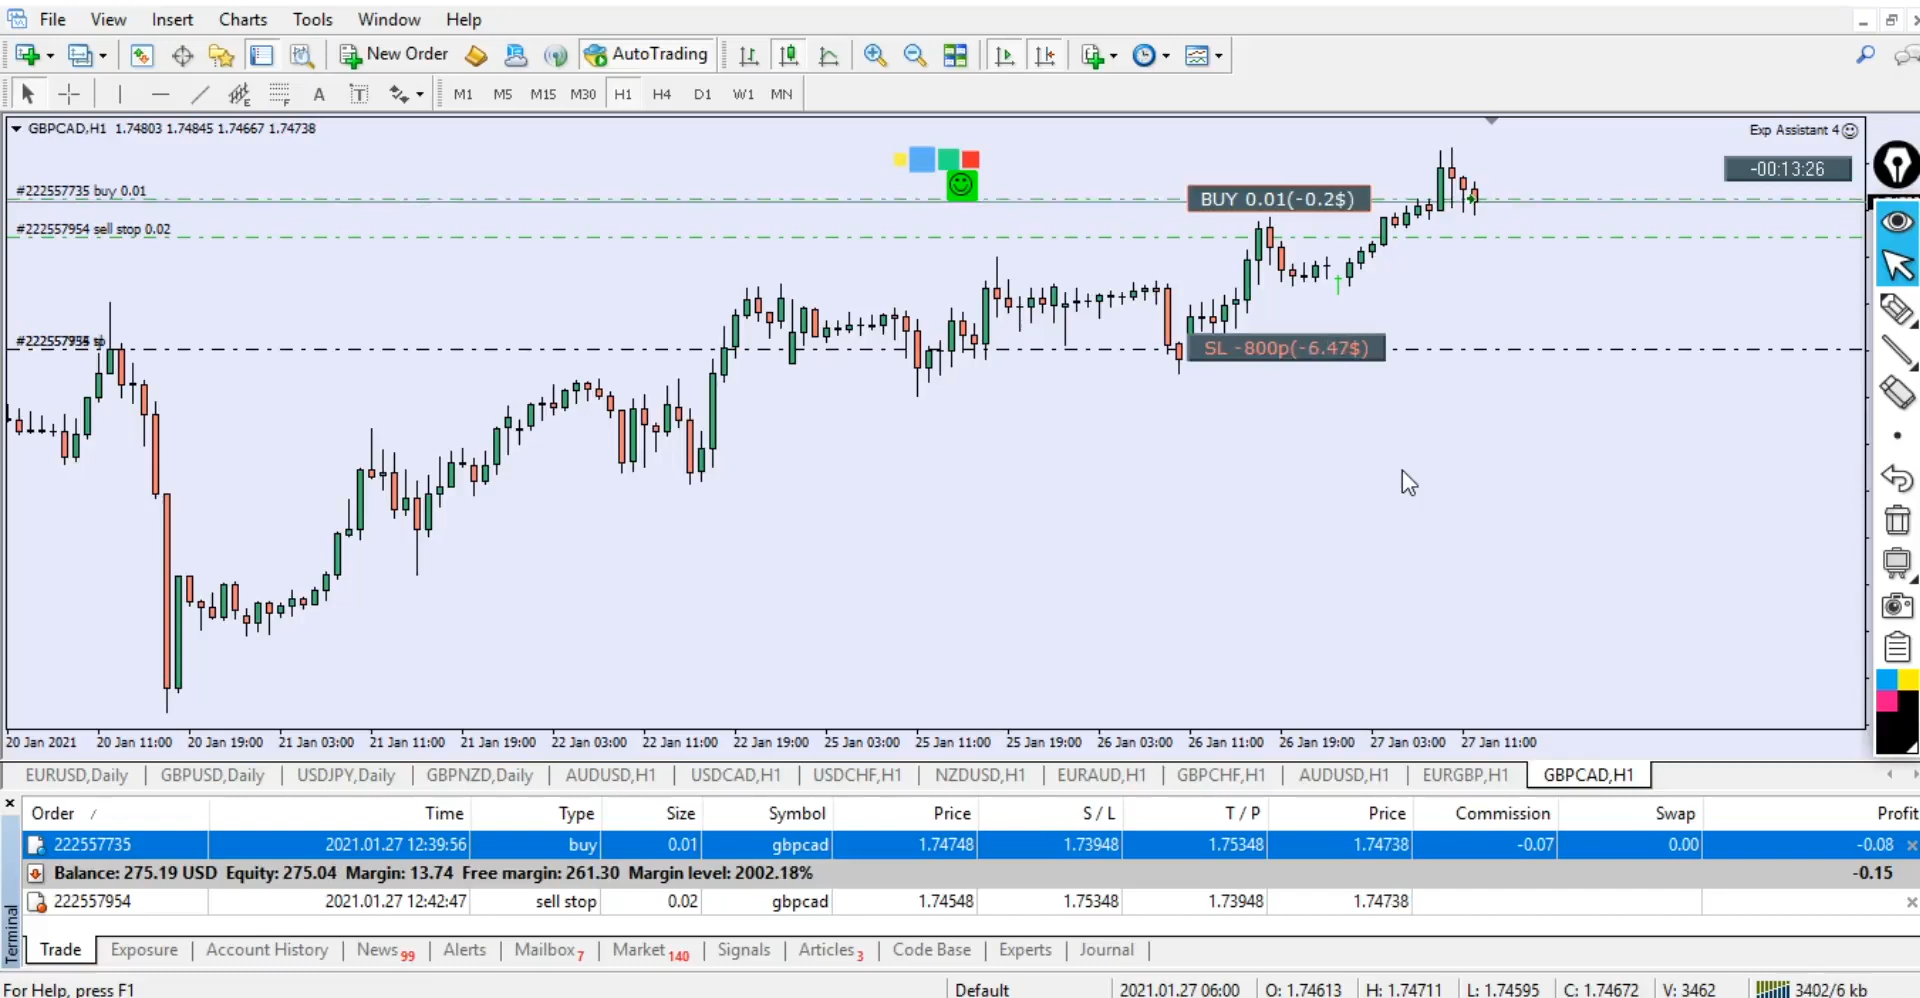 File View Insert Charts Tools Window Help
New Order AutoTrading
A T M1 M5 M15 M30 H1 H4 D1 W1 MN
GBPCAD,H1 1.74803 1.74845 1.74667 1.74738
Exp Assistant 4
-00:13:26
#222557735 buy 0.01
BUY 0.01(-0.2$)
#222557954 sell stop 0.02
SL -800p(-6.47$)
20 Jan 2021 20 Jan 11:00 20 Jan 19:00 21 Jan 03:00 21 Jan 11:00 21 Jan 19:00 22 Jan 03:00 22 Jan 11:00 22 Jan 19:00 25 Jan 03:00 25 Jan 11:00 25 Jan 19:00 26 Jan 03:00 26 Jan 11:00 26 Jan 19:00 27 Jan 03:00 27 Jan 11:00
EURUSD,Daily GBPUSD,Daily USDJPY,Daily GBPNZD,Daily AUDUSD,H1 USDCAD,H1 USDCHF,H1 NZDUSD,H1 EURAUD,H1 GBPCHF,H1 AUDUSD,H1 EURGBP,H1 GBPCAD,H1
Order / Time Type Size Symbol Price S / L T / P Price Commission Swap Profit
222557735 2021.01.27 12:39:56 buy 0.01 gbpcad 1.74748 1.73948 1.75348 1.74738 -0.07 0.00 -0.08
Balance: 275.19 USD Equity: 275.04 Margin: 13.74 Free margin: 261.30 Margin level: 2002.18% -0.15
222557954 2021.01.27 12:42:47 sell stop 0.02 gbpcad 1.74548 1.75348 1.73948 1.74738
Terminal
Trade Exposure Account History News 99 Alerts Mailbox 7 Market 140 Signals Articles 3 Code Base Experts Journal
For Help, press F1 Default 2021.01.27 06:00 O: 1.74613 H: 1.74711 L: 1.74595 C: 1.74672 V: 3462 3402/6 kb